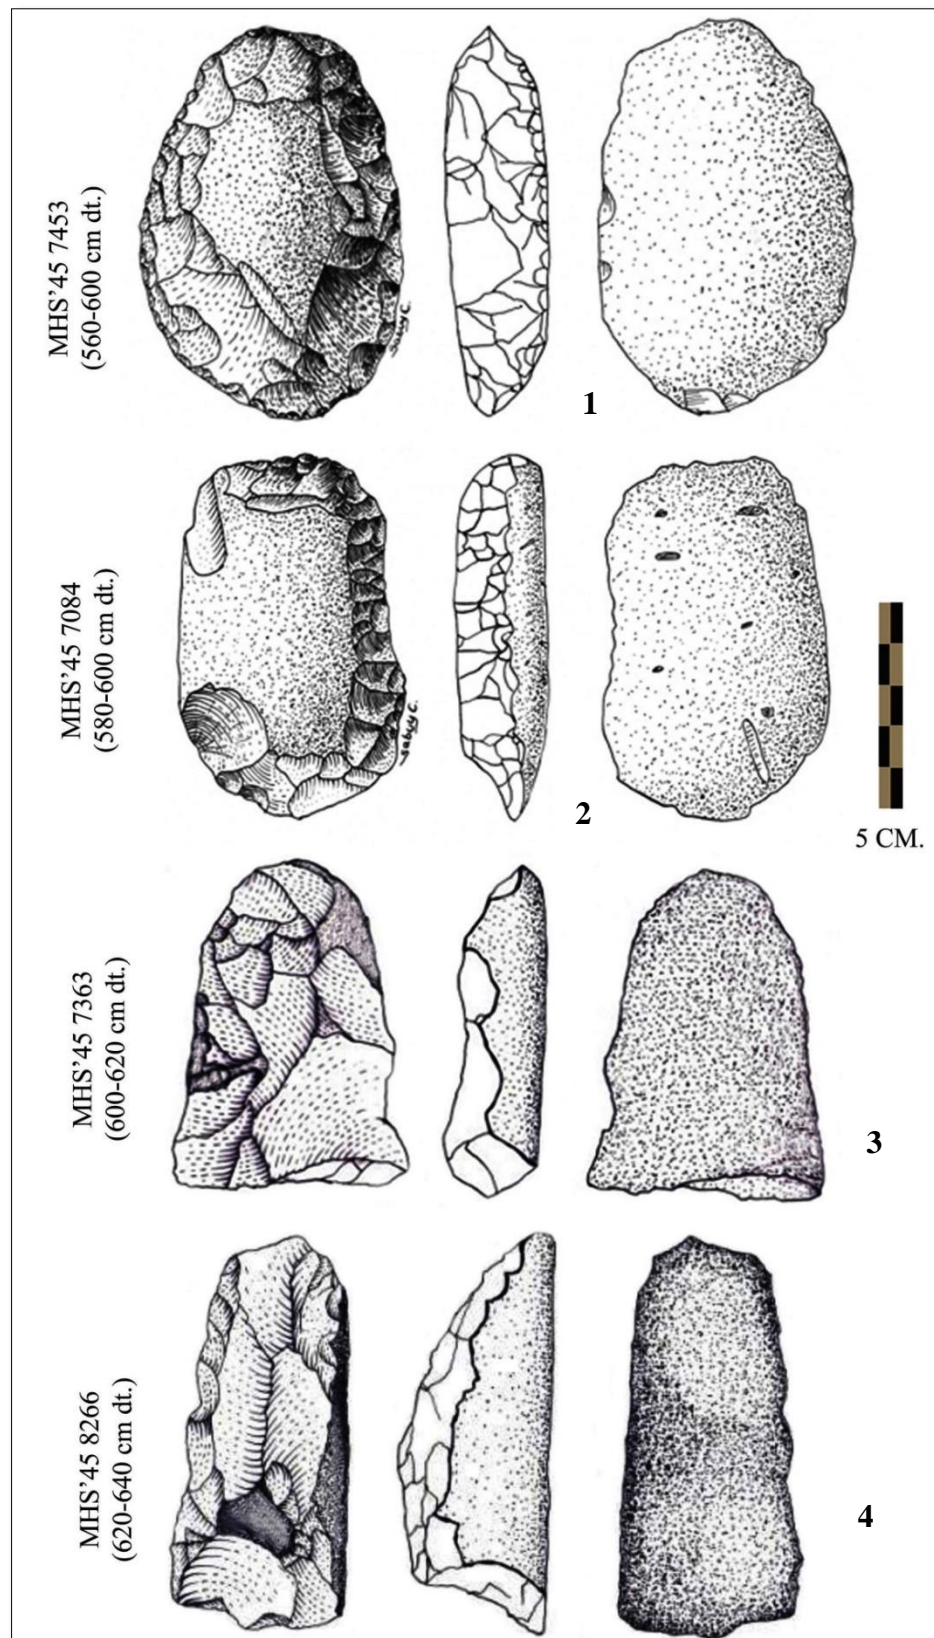 MHS'45 7453
(560-600 cm dt.)
1
MHS'45 7084
(580-600 cm dt.)
2
5 CM.
MHS'45 7363
(600-620 cm dt.)
3
MHS'45 8266
(620-640 cm dt.)
4